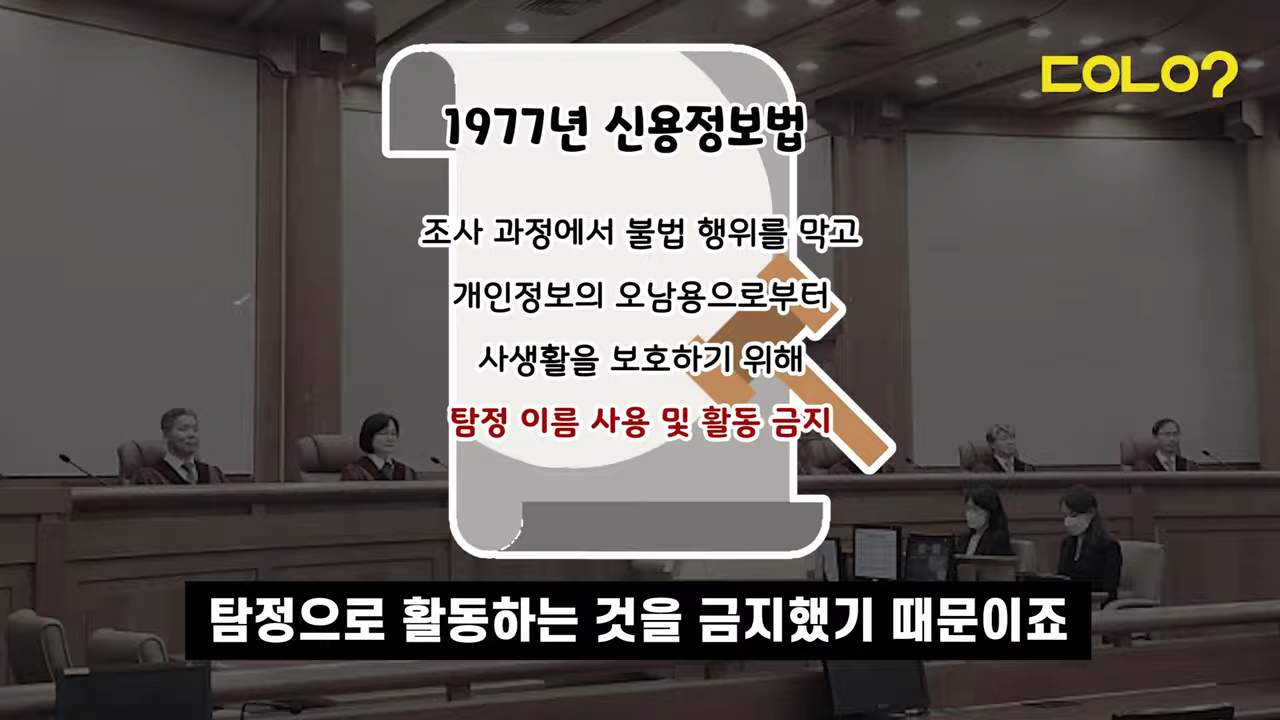 1977년 신용정보법
조사 과정에서 불법 행위를 막고
개인정보의 오남용으로부터
사생활을 보호하기 위해
탐정 이름 사용 및 활동 금지
탐정으로 활동하는 것을 금지했기 때문이죠